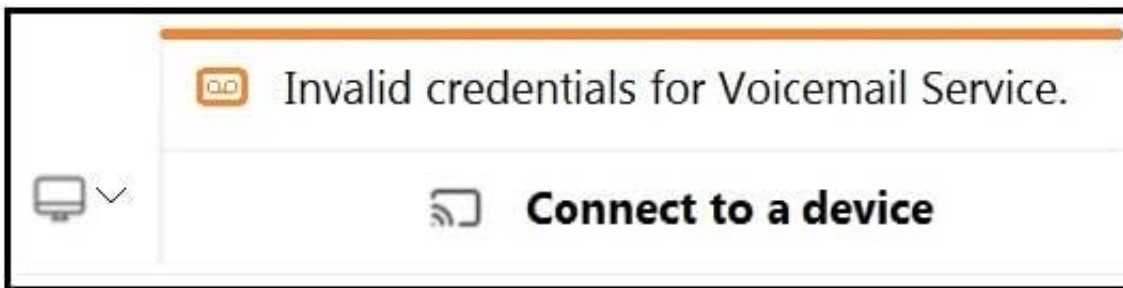 Invalid credentials for Voicemail Service.
Connect to a device